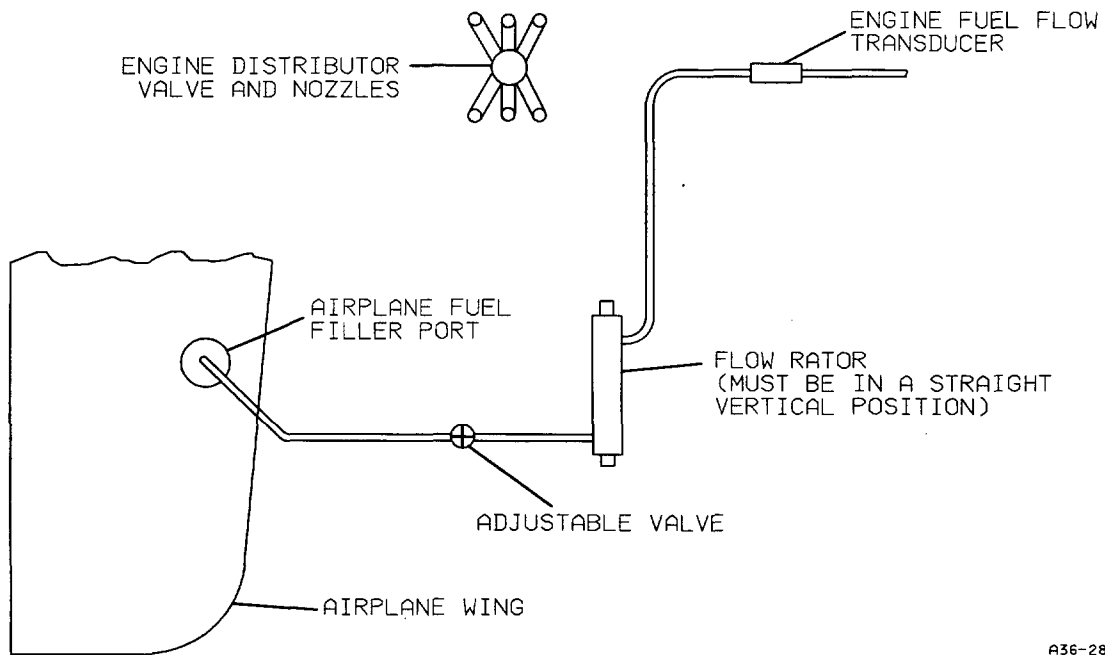 ENGINE FUEL FLOW
TRANSDUCER
ENGINE DISTRIBUTOR
VALVE AND NOZZLES
AIRPLANE FUEL
FILLER PORT
FLOW RATOR
(MUST BE IN A STRAIGHT
VERTICAL POSITION)
ADJUSTABLE VALVE
AIRPLANE WING
A36-28